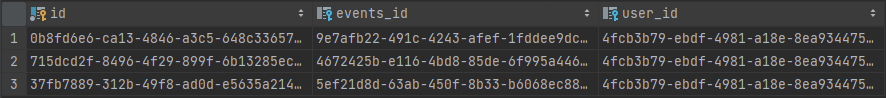 id events_id user_id
1 0b8fd6e6-ca13-4846-a3c5-648c33657… 9e7afb22-491c-4243-afef-1fddee9dc… 4fcb3b79-ebdf-4981-a18e-8ea934475…
2 715dcd2f-8496-4f29-899f-6b13285ec… 4672425b-e116-4bd8-85de-6f995a446… 4fcb3b79-ebdf-4981-a18e-8ea934475…
3 37fb7889-312b-49f8-ad0d-e5635a214… 5ef21d8d-63ab-450f-8b33-b6068ec88… 4fcb3b79-ebdf-4981-a18e-8ea934475…